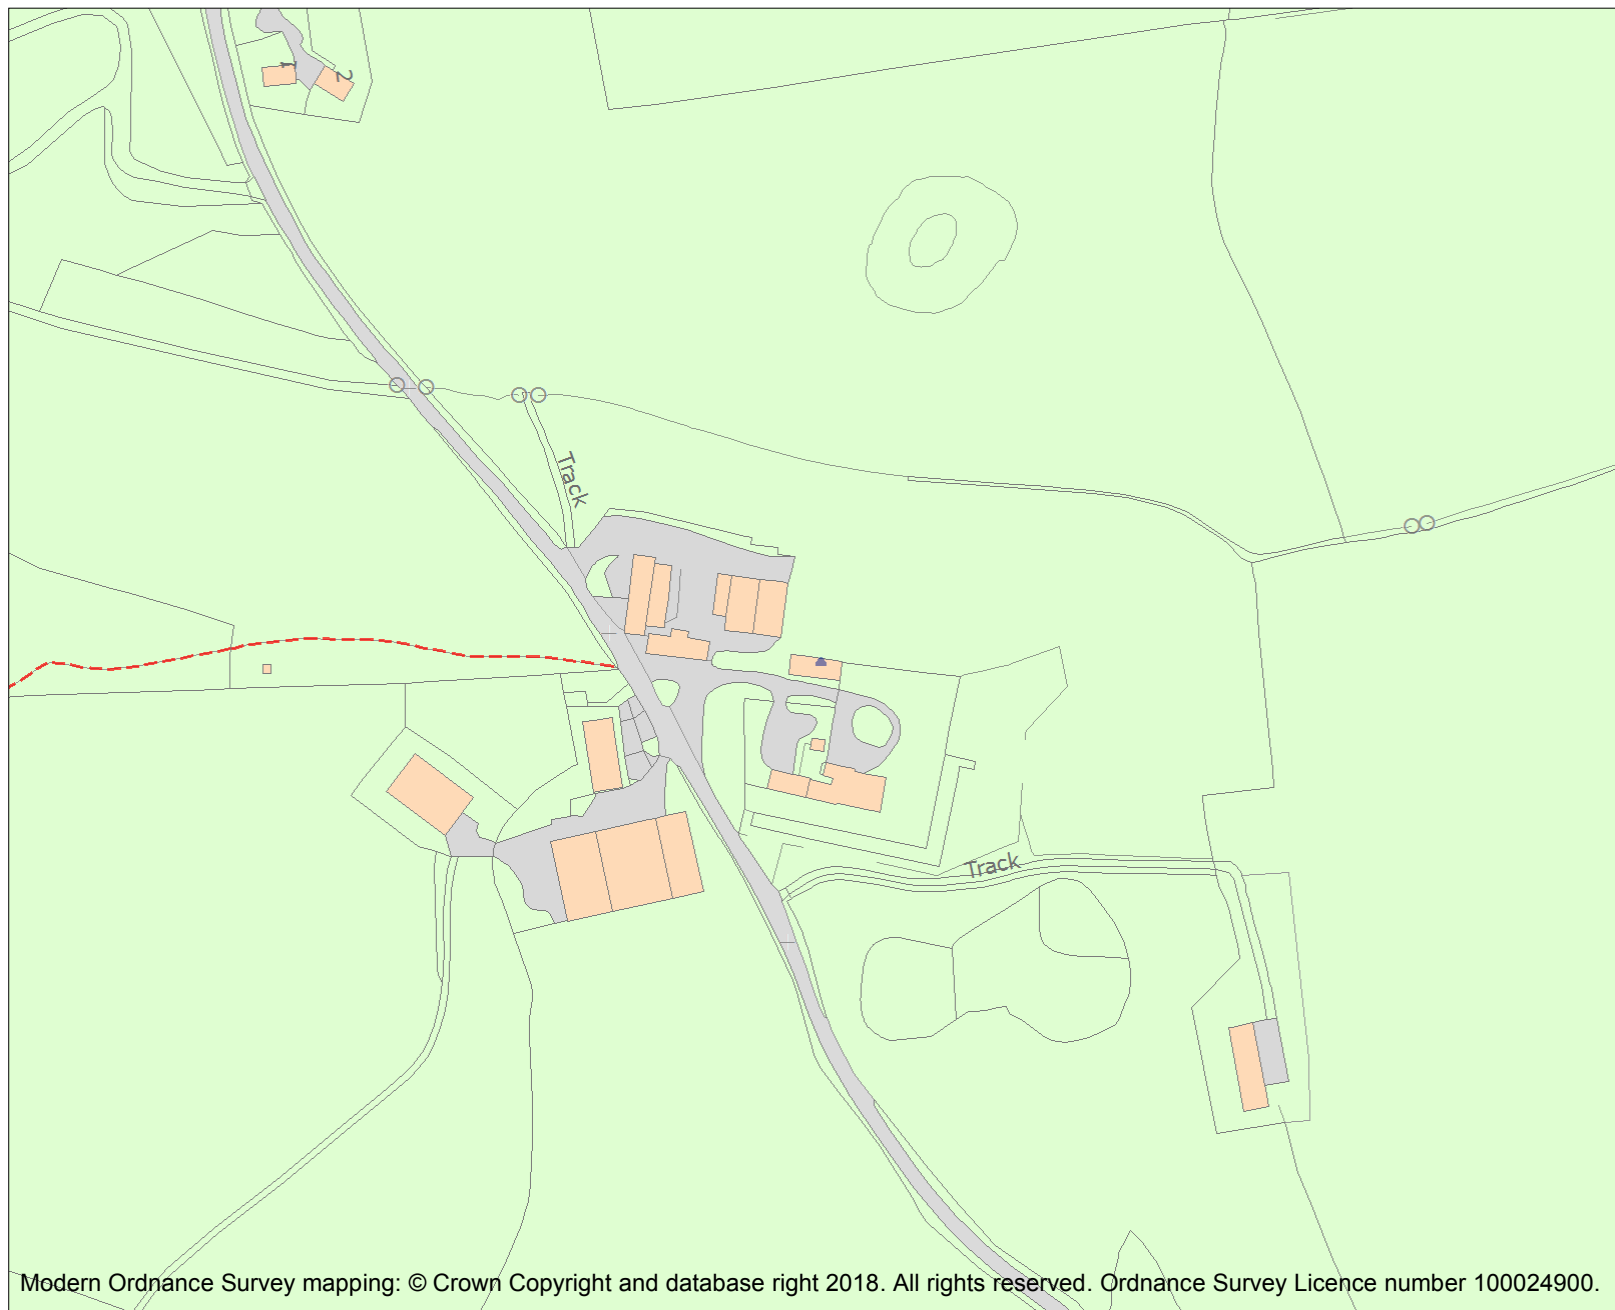 1
2
Track
Track
Modern Ordnance Survey mapping: © Crown Copyright and database right 2018. All rights reserved. Ordnance Survey Licence number 100024900.